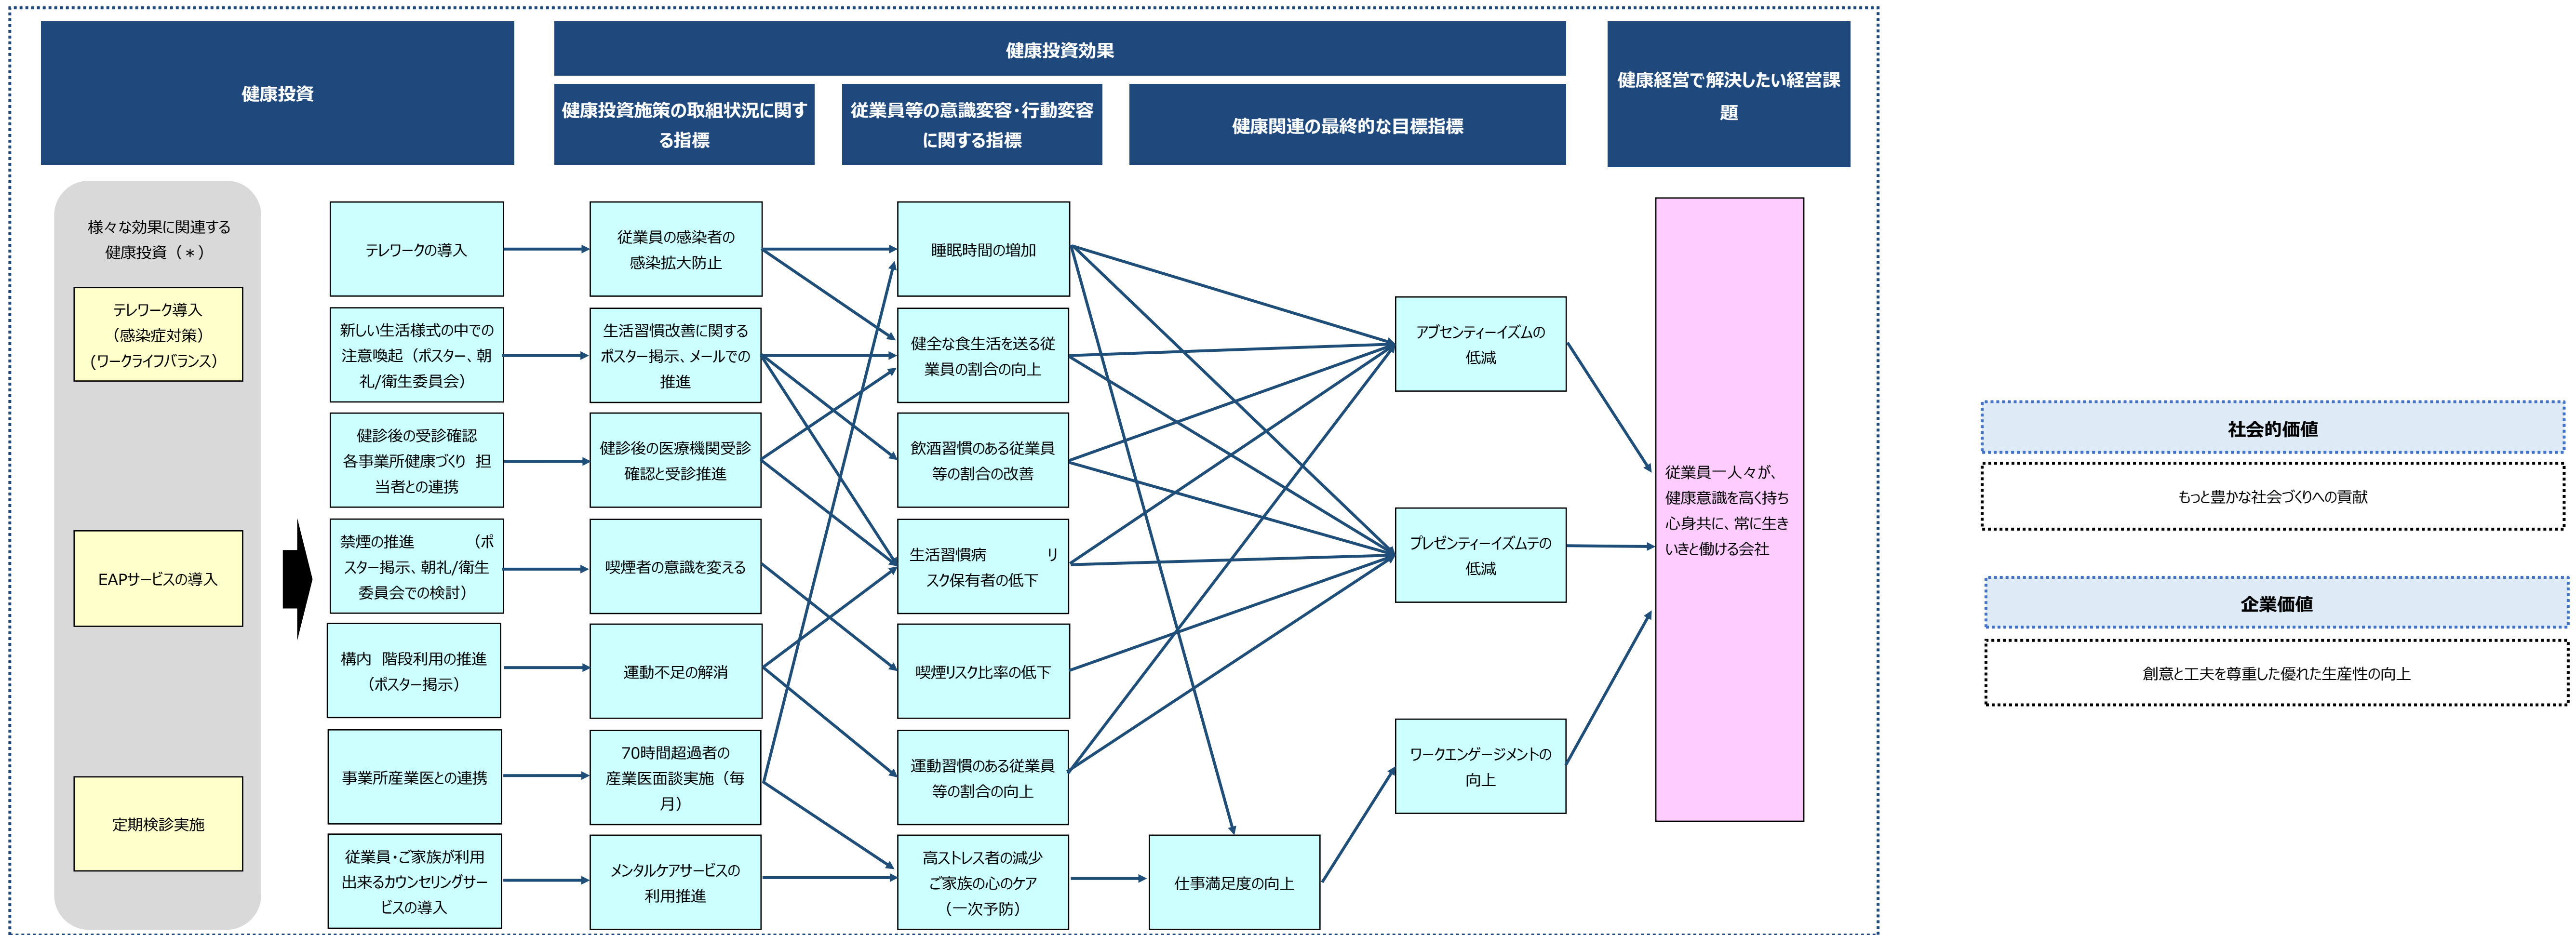 健康投資
健康投資効果
健康経営で解決したい経営課
題
健康投資施策の取組状況に関す
る指標
従業員等の意識変容・行動変容
に関する指標
健康関連の最終的な目標指標
様々な効果に関連する
健康投資（＊）
テレワーク導入
（感染症対策）
(ワークライフバランス)
EAPサービスの導入
定期検診実施
テレワークの導入
新しい生活様式の中での
注意喚起（ポスター、朝
礼/衛生委員会）
健診後の受診確認
各事業所健康づくり　担
当者との連携
禁煙の推進　　　　（ポ
スター掲示、朝礼/衛生
委員会での検討）
構内　階段利用の推進
（ポスター掲示）
事業所産業医との連携
従業員・ご家族が利用
出来るカウンセリングサー
ビスの導入
従業員の感染者の
感染拡大防止
生活習慣改善に関する
ポスター掲示、メールでの
推進
健診後の医療機関受診
確認と受診推進
喫煙者の意識を変える
運動不足の解消
70時間超過者の
産業医面談実施（毎
月）
メンタルケアサービスの
利用推進
睡眠時間の増加
健全な食生活を送る従
業員の割合の向上
飲酒習慣のある従業員
等の割合の改善
生活習慣病　　　　リ
スク保有者の低下
喫煙リスク比率の低下
運動習慣のある従業員
等の割合の向上
高ストレス者の減少
ご家族の心のケア
（一次予防）
仕事満足度の向上
アブセンティーイズムの
低減
プレゼンティーイズムテの
低減
ワークエンゲージメントの
向上
従業員一人々が、
健康意識を高く持ち
心身共に、常に生き
いきと働ける会社
社会的価値
もっと豊かな社会づくりへの貢献
企業価値
創意と工夫を尊重した優れた生産性の向上